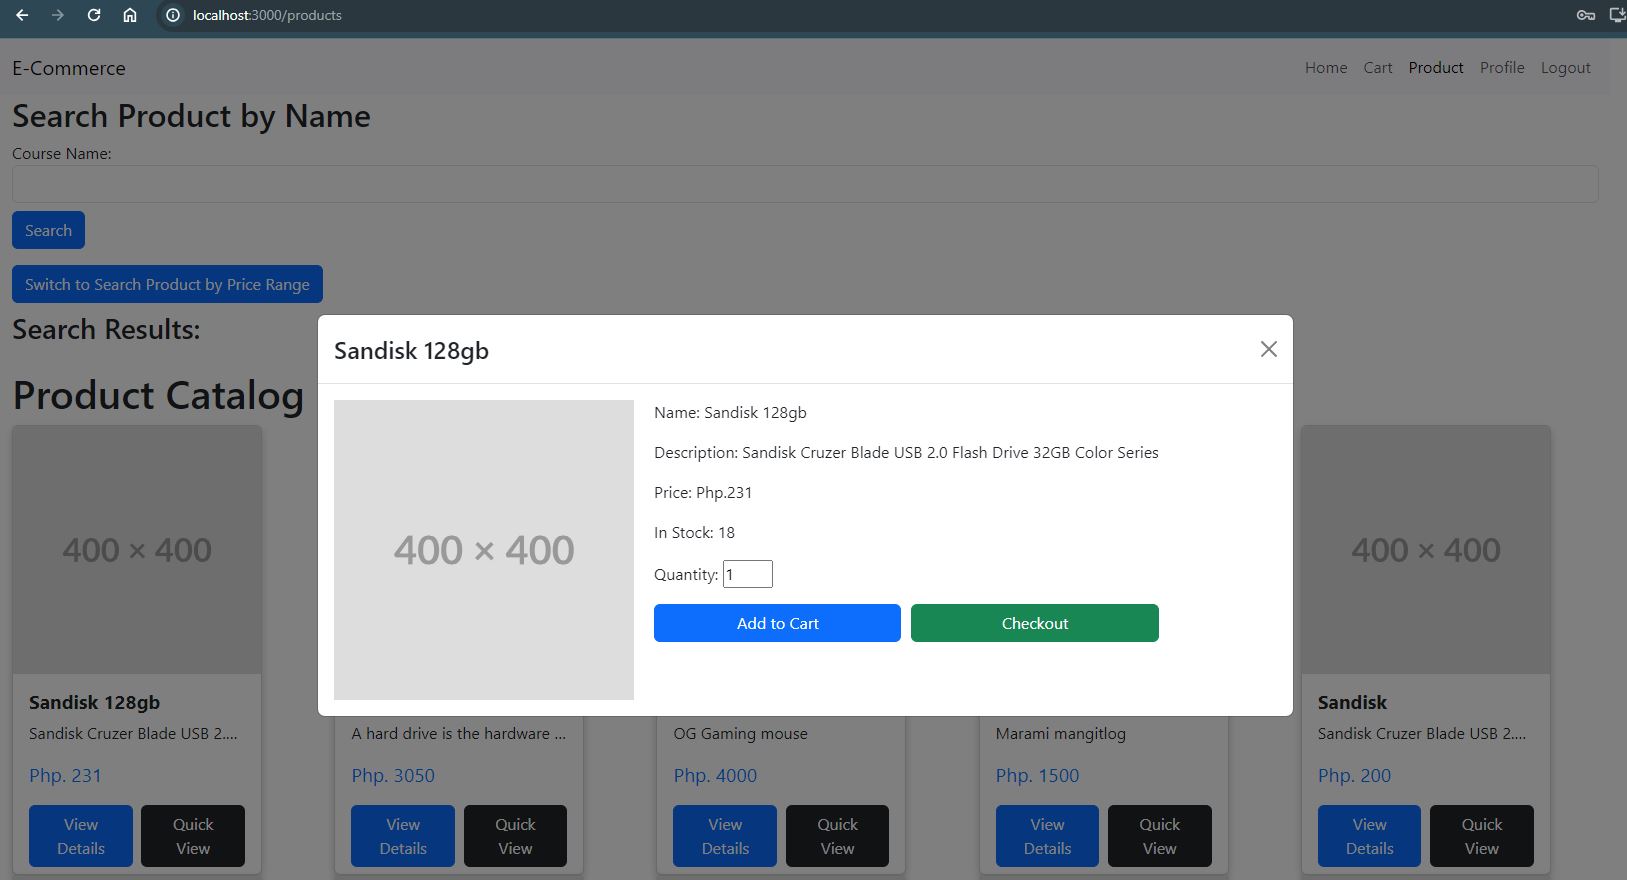 localhost:3000/products
E-Commerce
Home Cart Product Profile Logout
Search Product by Name
Course Name:
Search
Switch to Search Product by Price Range
Search Results:
Product Catalog
Sandisk 128gb
400 × 400
Name: Sandisk 128gb
Description: Sandisk Cruzer Blade USB 2.0 Flash Drive 32GB Color Series
Price: Php.231
In Stock: 18
Quantity: 1
Add to Cart
Checkout
400 × 400
Sandisk 128gb
Sandisk Cruzer Blade USB 2....
Php. 231
View
Details
Quick
View
A hard drive is the hardware ...
Php. 3050
View
Details
Quick
View
OG Gaming mouse
Php. 4000
View
Details
Quick
View
Marami mangitlog
Php. 1500
View
Details
Quick
View
400 × 400
Sandisk
Sandisk Cruzer Blade USB 2....
Php. 200
View
Details
Quick
View